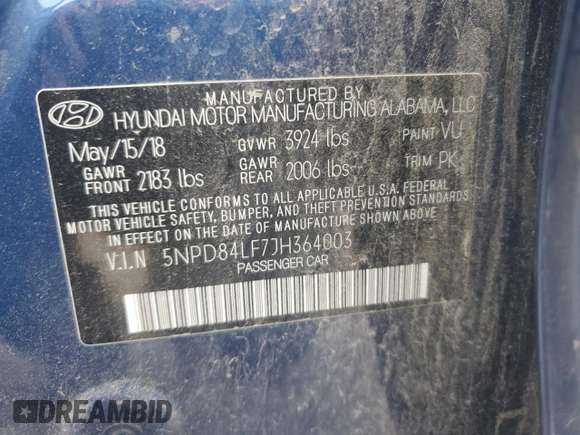 MANUFACTURED BY
HYUNDAI MOTOR MANUFACTURING ALABAMA, LLC
May/15/18 GVWR 3924 lbs PAINT VU
GAWR FRONT 2183 lbs GAWR REAR 2006 lbs TRIM PK
THIS VEHICLE CONFORMS TO ALL APPLICABLE U.S.A. FEDERAL
MOTOR VEHICLE SAFETY, BUMPER, AND THEFT PREVENTION STANDARDS
IN EFFECT ON THE DATE OF MANUFACTURE SHOWN ABOVE.
V.I.N 5NPD84LF7JH364003
PASSENGER CAR
DREAMBID